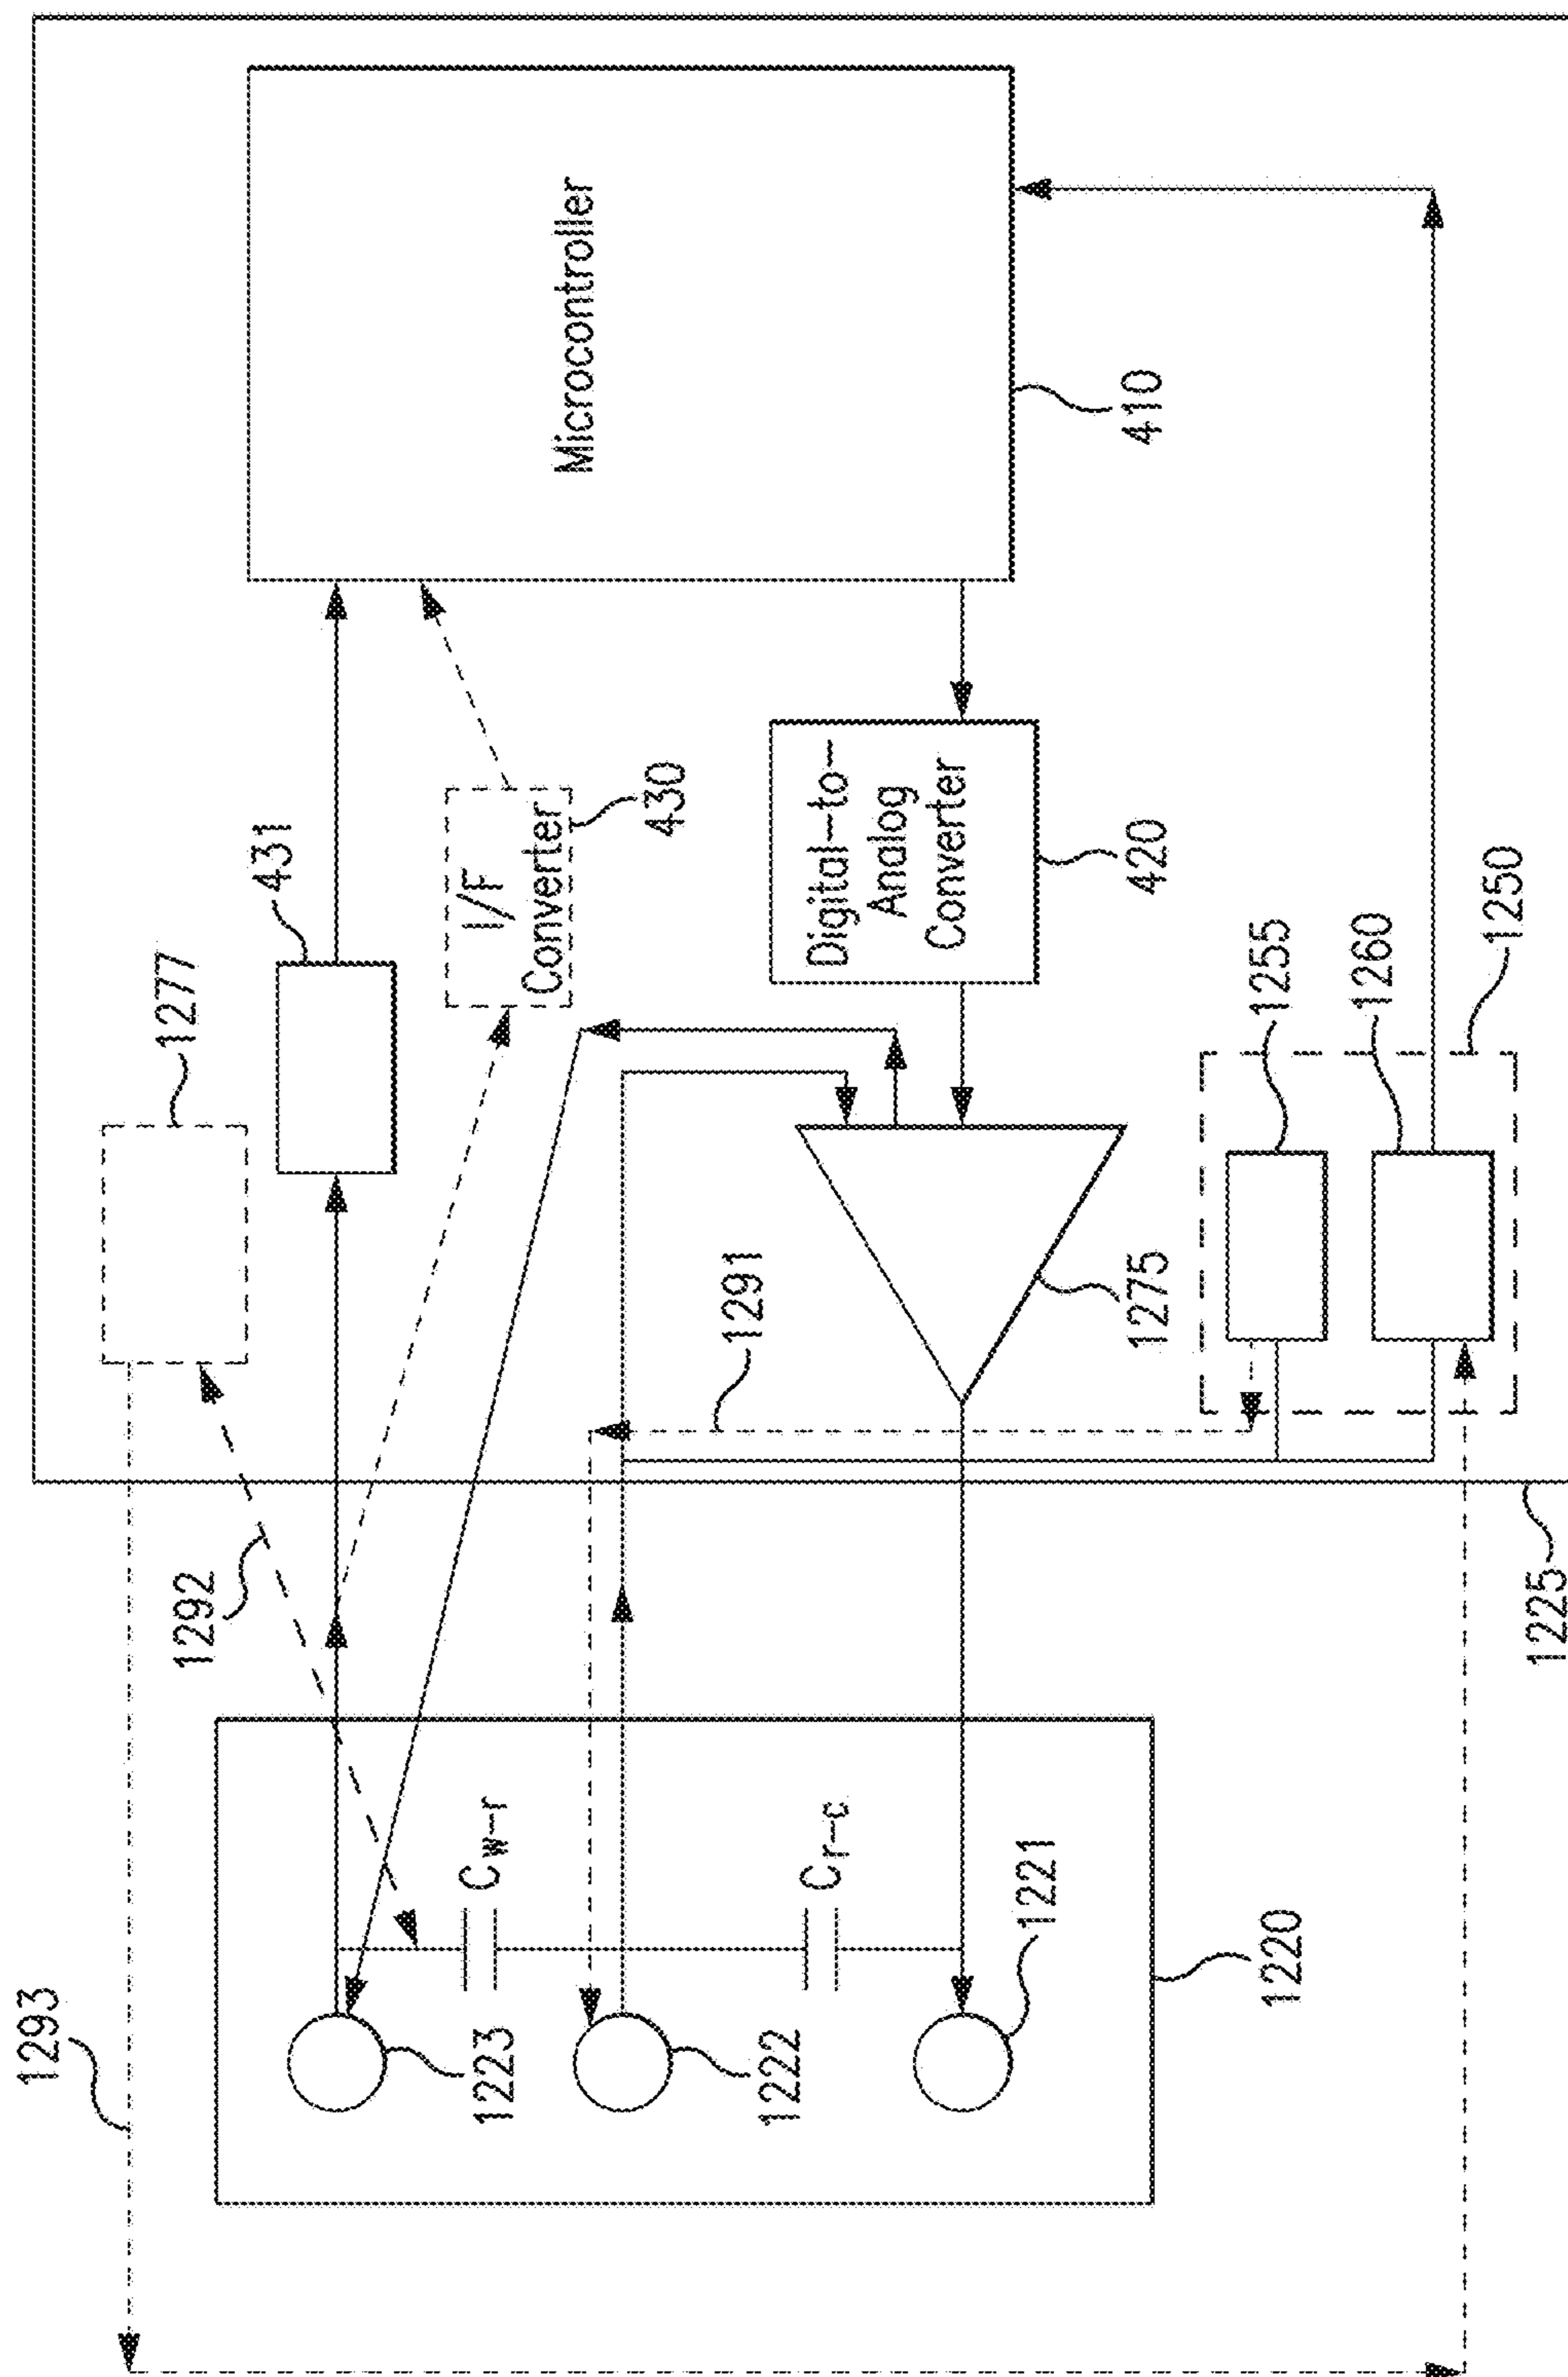 1293
1292
1277
431
Microcontroller
I/F
Converter
430
1223
C_w-r
1222
1291
Digital-to-
Analog
Converter
420
410
C_r-c
1221
1275
1220
1255
1260
1250
1225